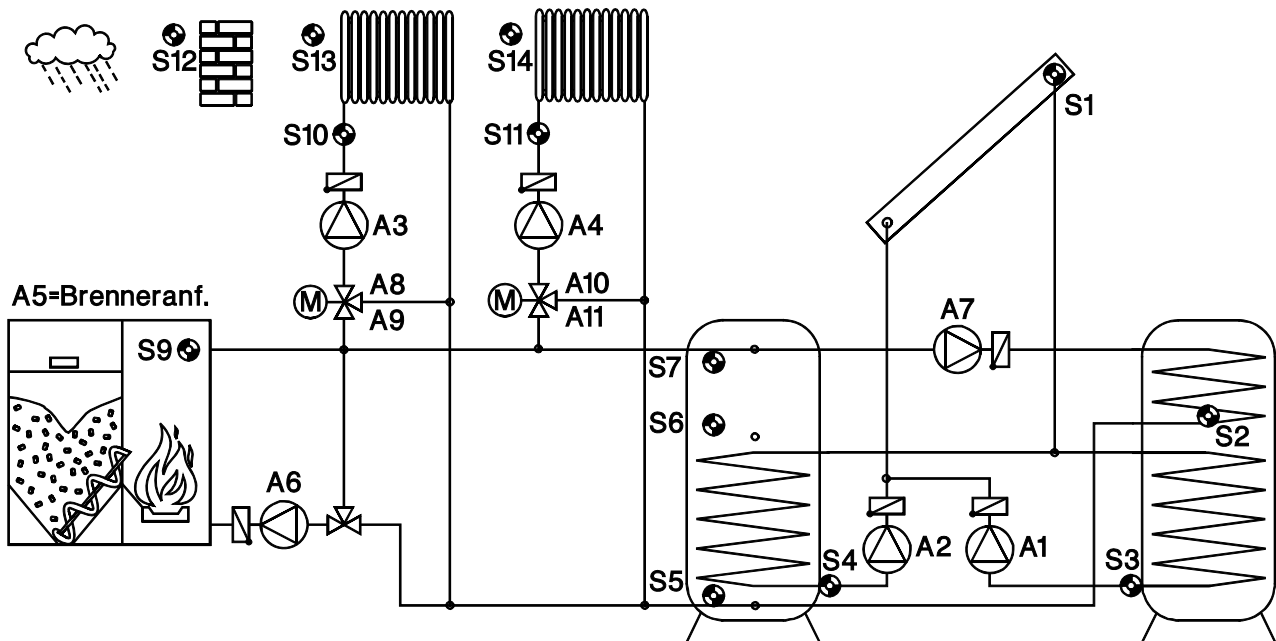 S12
S13
S14
S1
S10
S11
A3
A4
M
A8
A9
M
A10
A11
A5=Brenneranf.
S9
A7
S7
S6
S2
A6
A2
A1
S4
S3
S5